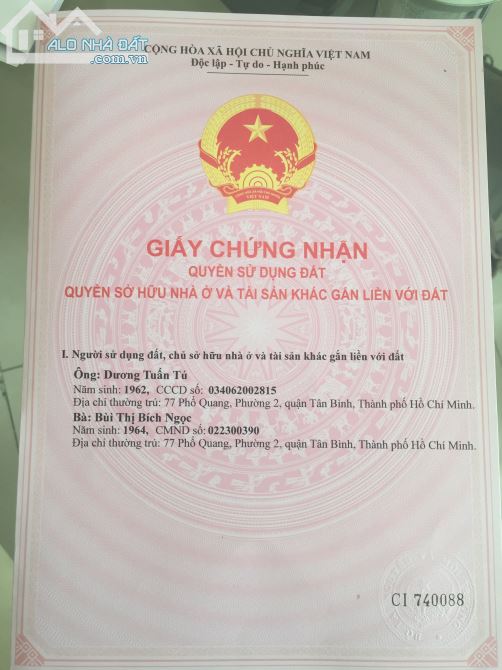 ALO NHÀ ĐẤT
.com.vn
CỘNG HÒA XÃ HỘI CHỦ NGHĨA VIỆT NAM
Độc lập - Tự do - Hạnh phúc
VIỆT NAM
GIẤY CHỨNG NHẬN
QUYỀN SỬ DỤNG ĐẤT
QUYỀN SỞ HỮU NHÀ Ở VÀ TÀI SẢN KHÁC GẮN LIỀN VỚI ĐẤT
I. Người sử dụng đất, chủ sở hữu nhà ở và tài sản khác gắn liền với đất
Ông: Dương Tuấn Tú
Năm sinh: 1962, CCCD số: 034062002815
Địa chỉ thường trú: 77 Phổ Quang, Phường 2, quận Tân Bình, Thành phố Hồ Chí Minh.
Bà: Bùi Thị Bích Ngọc
Năm sinh: 1964, CMND số: 022300390
Địa chỉ thường trú: 77 Phổ Quang, Phường 2, quận Tân Bình, Thành phố Hồ Chí Minh.
CI 740088